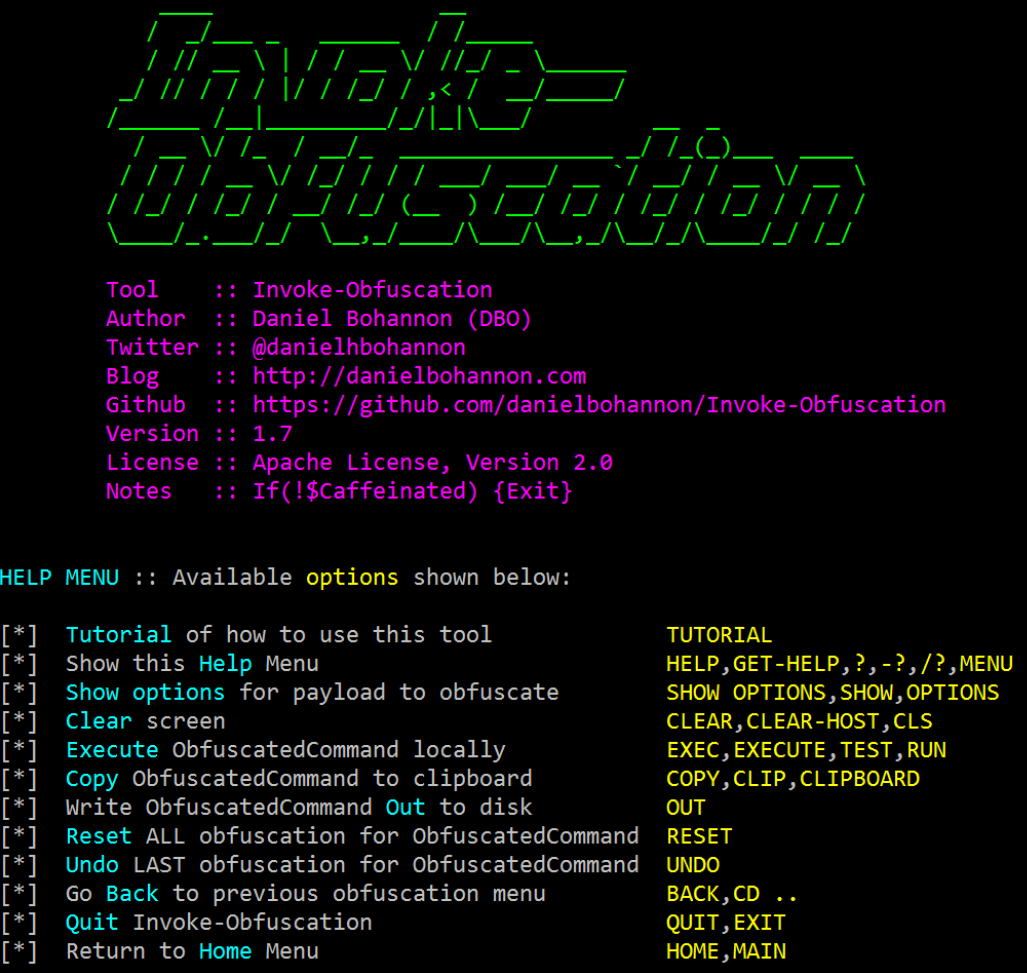 Invoke-
Obfuscation
Tool    :: Invoke-Obfuscation
Author  :: Daniel Bohannon (DBO)
Twitter :: @danielhbohannon
Blog    :: http://danielbohannon.com
Github  :: https://github.com/danielbohannon/Invoke-Obfuscation
Version :: 1.7
License :: Apache License, Version 2.0
Notes   :: If(!$Caffeinated) {Exit}
HELP MENU :: Available options shown below:
[*]  Tutorial of how to use this tool             TUTORIAL
[*]  Show this Help Menu                          HELP,GET-HELP,?,-?,/?,MENU
[*]  Show options for payload to obfuscate        SHOW OPTIONS,SHOW,OPTIONS
[*]  Clear screen                                 CLEAR,CLEAR-HOST,CLS
[*]  Execute ObfuscatedCommand locally            EXEC,EXECUTE,TEST,RUN
[*]  Copy ObfuscatedCommand to clipboard          COPY,CLIP,CLIPBOARD
[*]  Write ObfuscatedCommand Out to disk          OUT
[*]  Reset ALL obfuscation for ObfuscatedCommand  RESET
[*]  Undo LAST obfuscation for ObfuscatedCommand  UNDO
[*]  Go Back to previous obfuscation menu         BACK,CD ..
[*]  Quit Invoke-Obfuscation                      QUIT,EXIT
[*]  Return to Home Menu                          HOME,MAIN